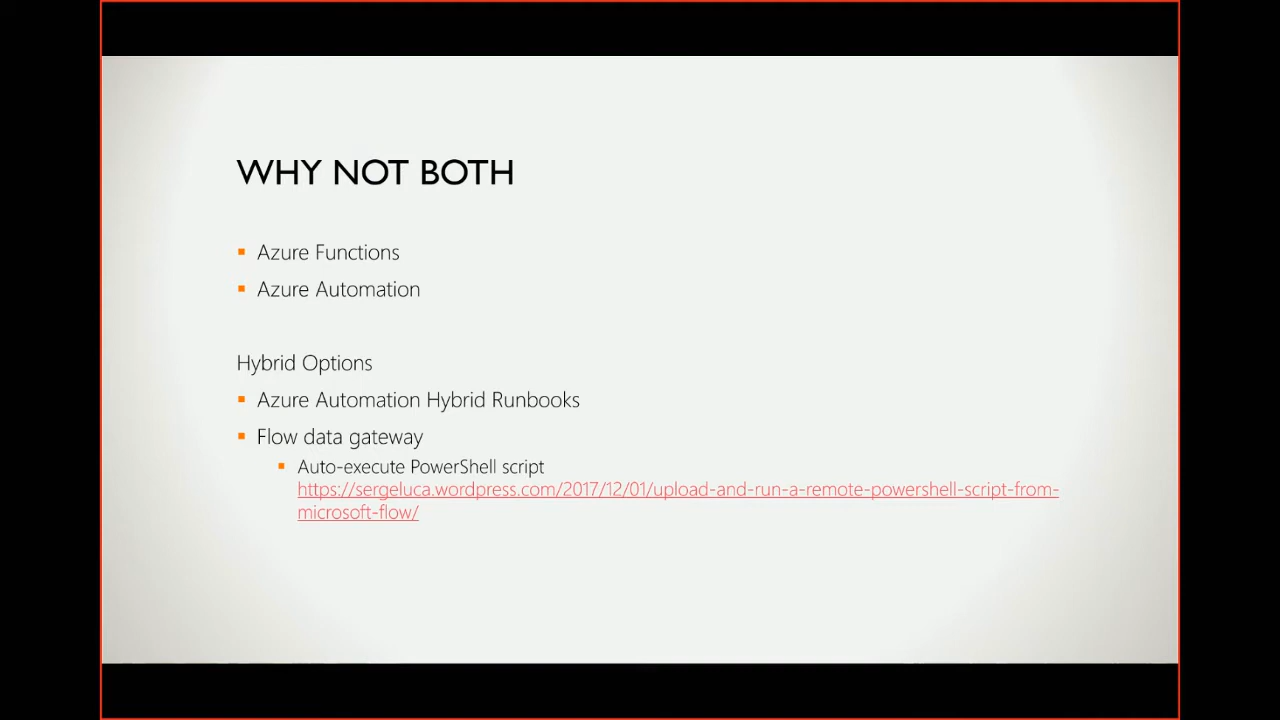 WHY NOT BOTH
Azure Functions
Azure Automation
Hybrid Options
Azure Automation Hybrid Runbooks
Flow data gateway
Auto-execute PowerShell script
https://sergeluca.wordpress.com/2017/12/01/upload-and-run-a-remote-powershell-script-from-
microsoft-flow/